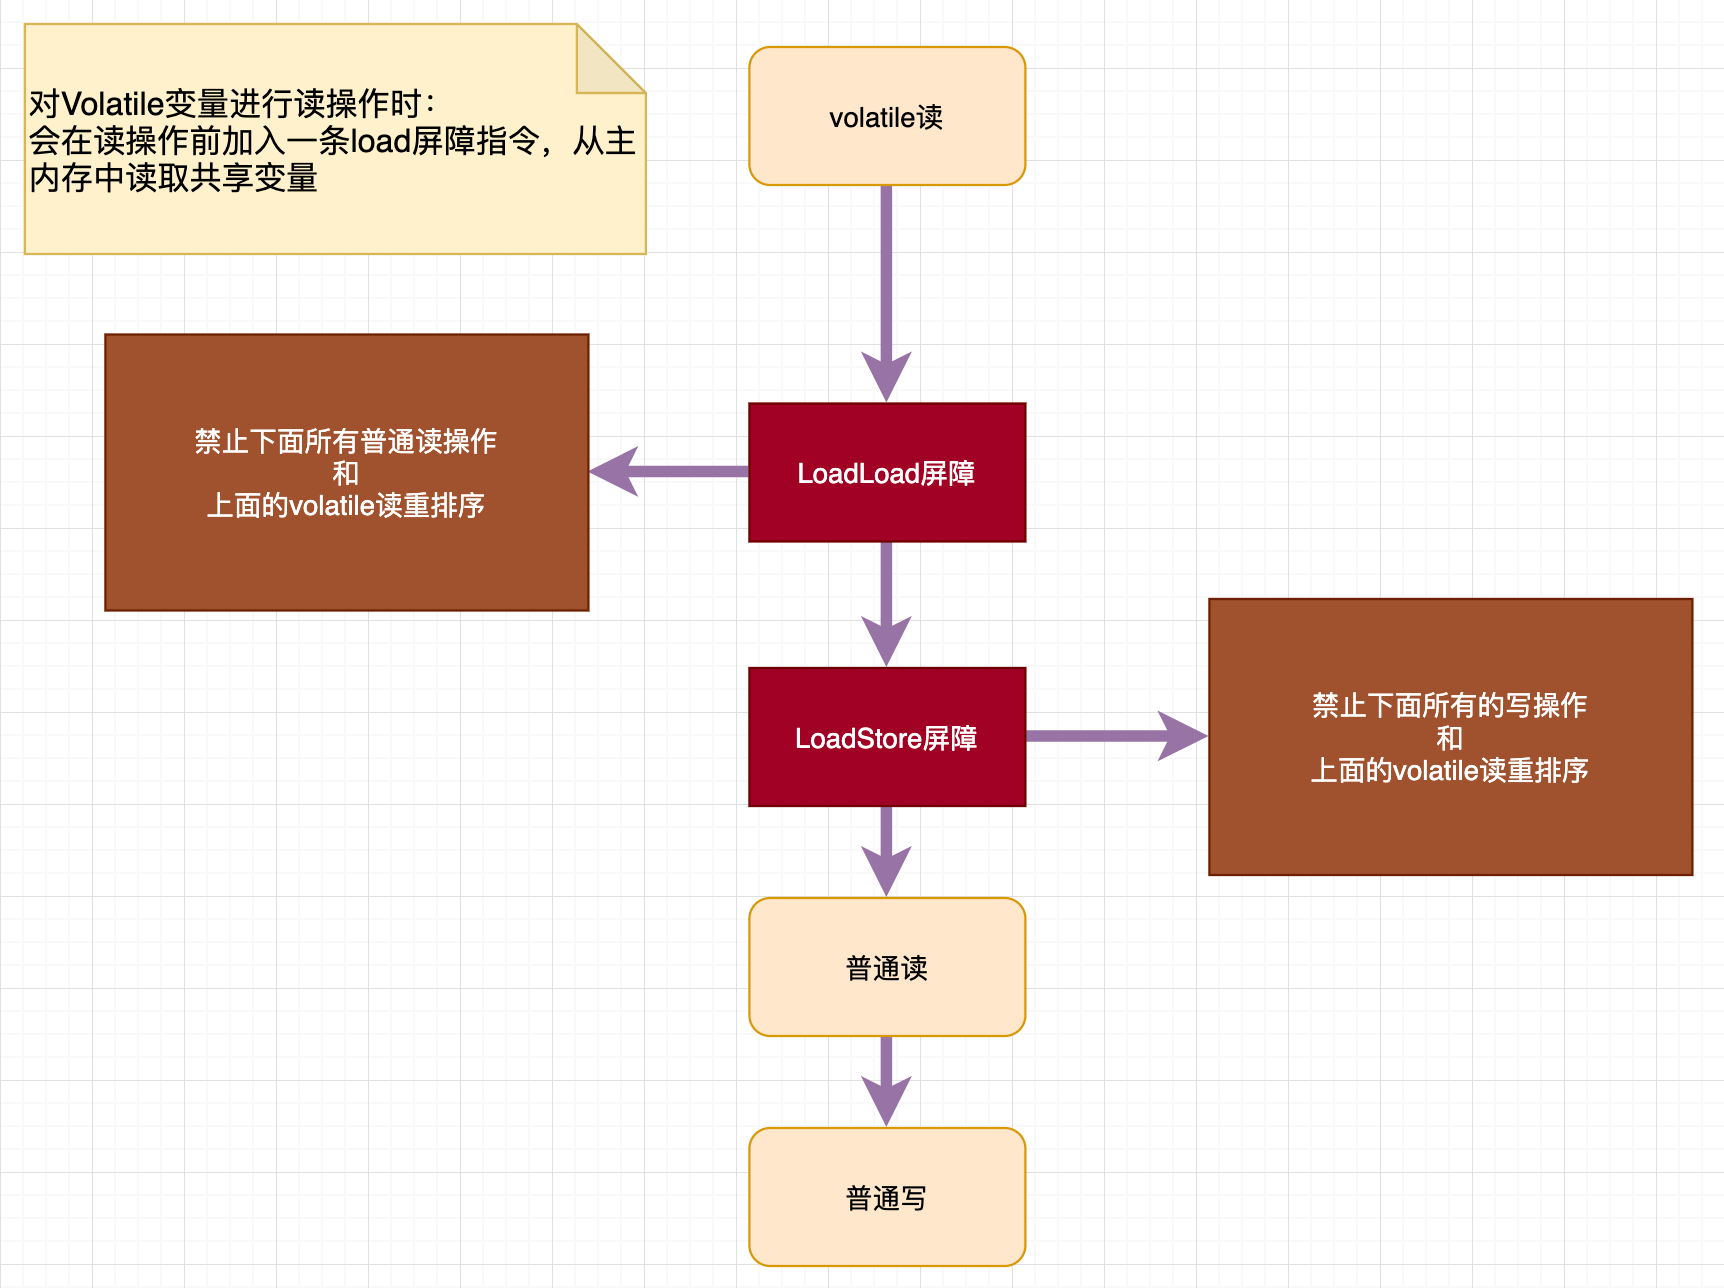 对Volatile变量进行读操作时：
会在读操作前加入一条load屏障指令，从主
内存中读取共享变量
volatile读
禁止下面所有普通读操作
和
上面的volatile读重排序
LoadLoad屏障
LoadStore屏障
禁止下面所有的写操作
和
上面的volatile读重排序
普通读
普通写